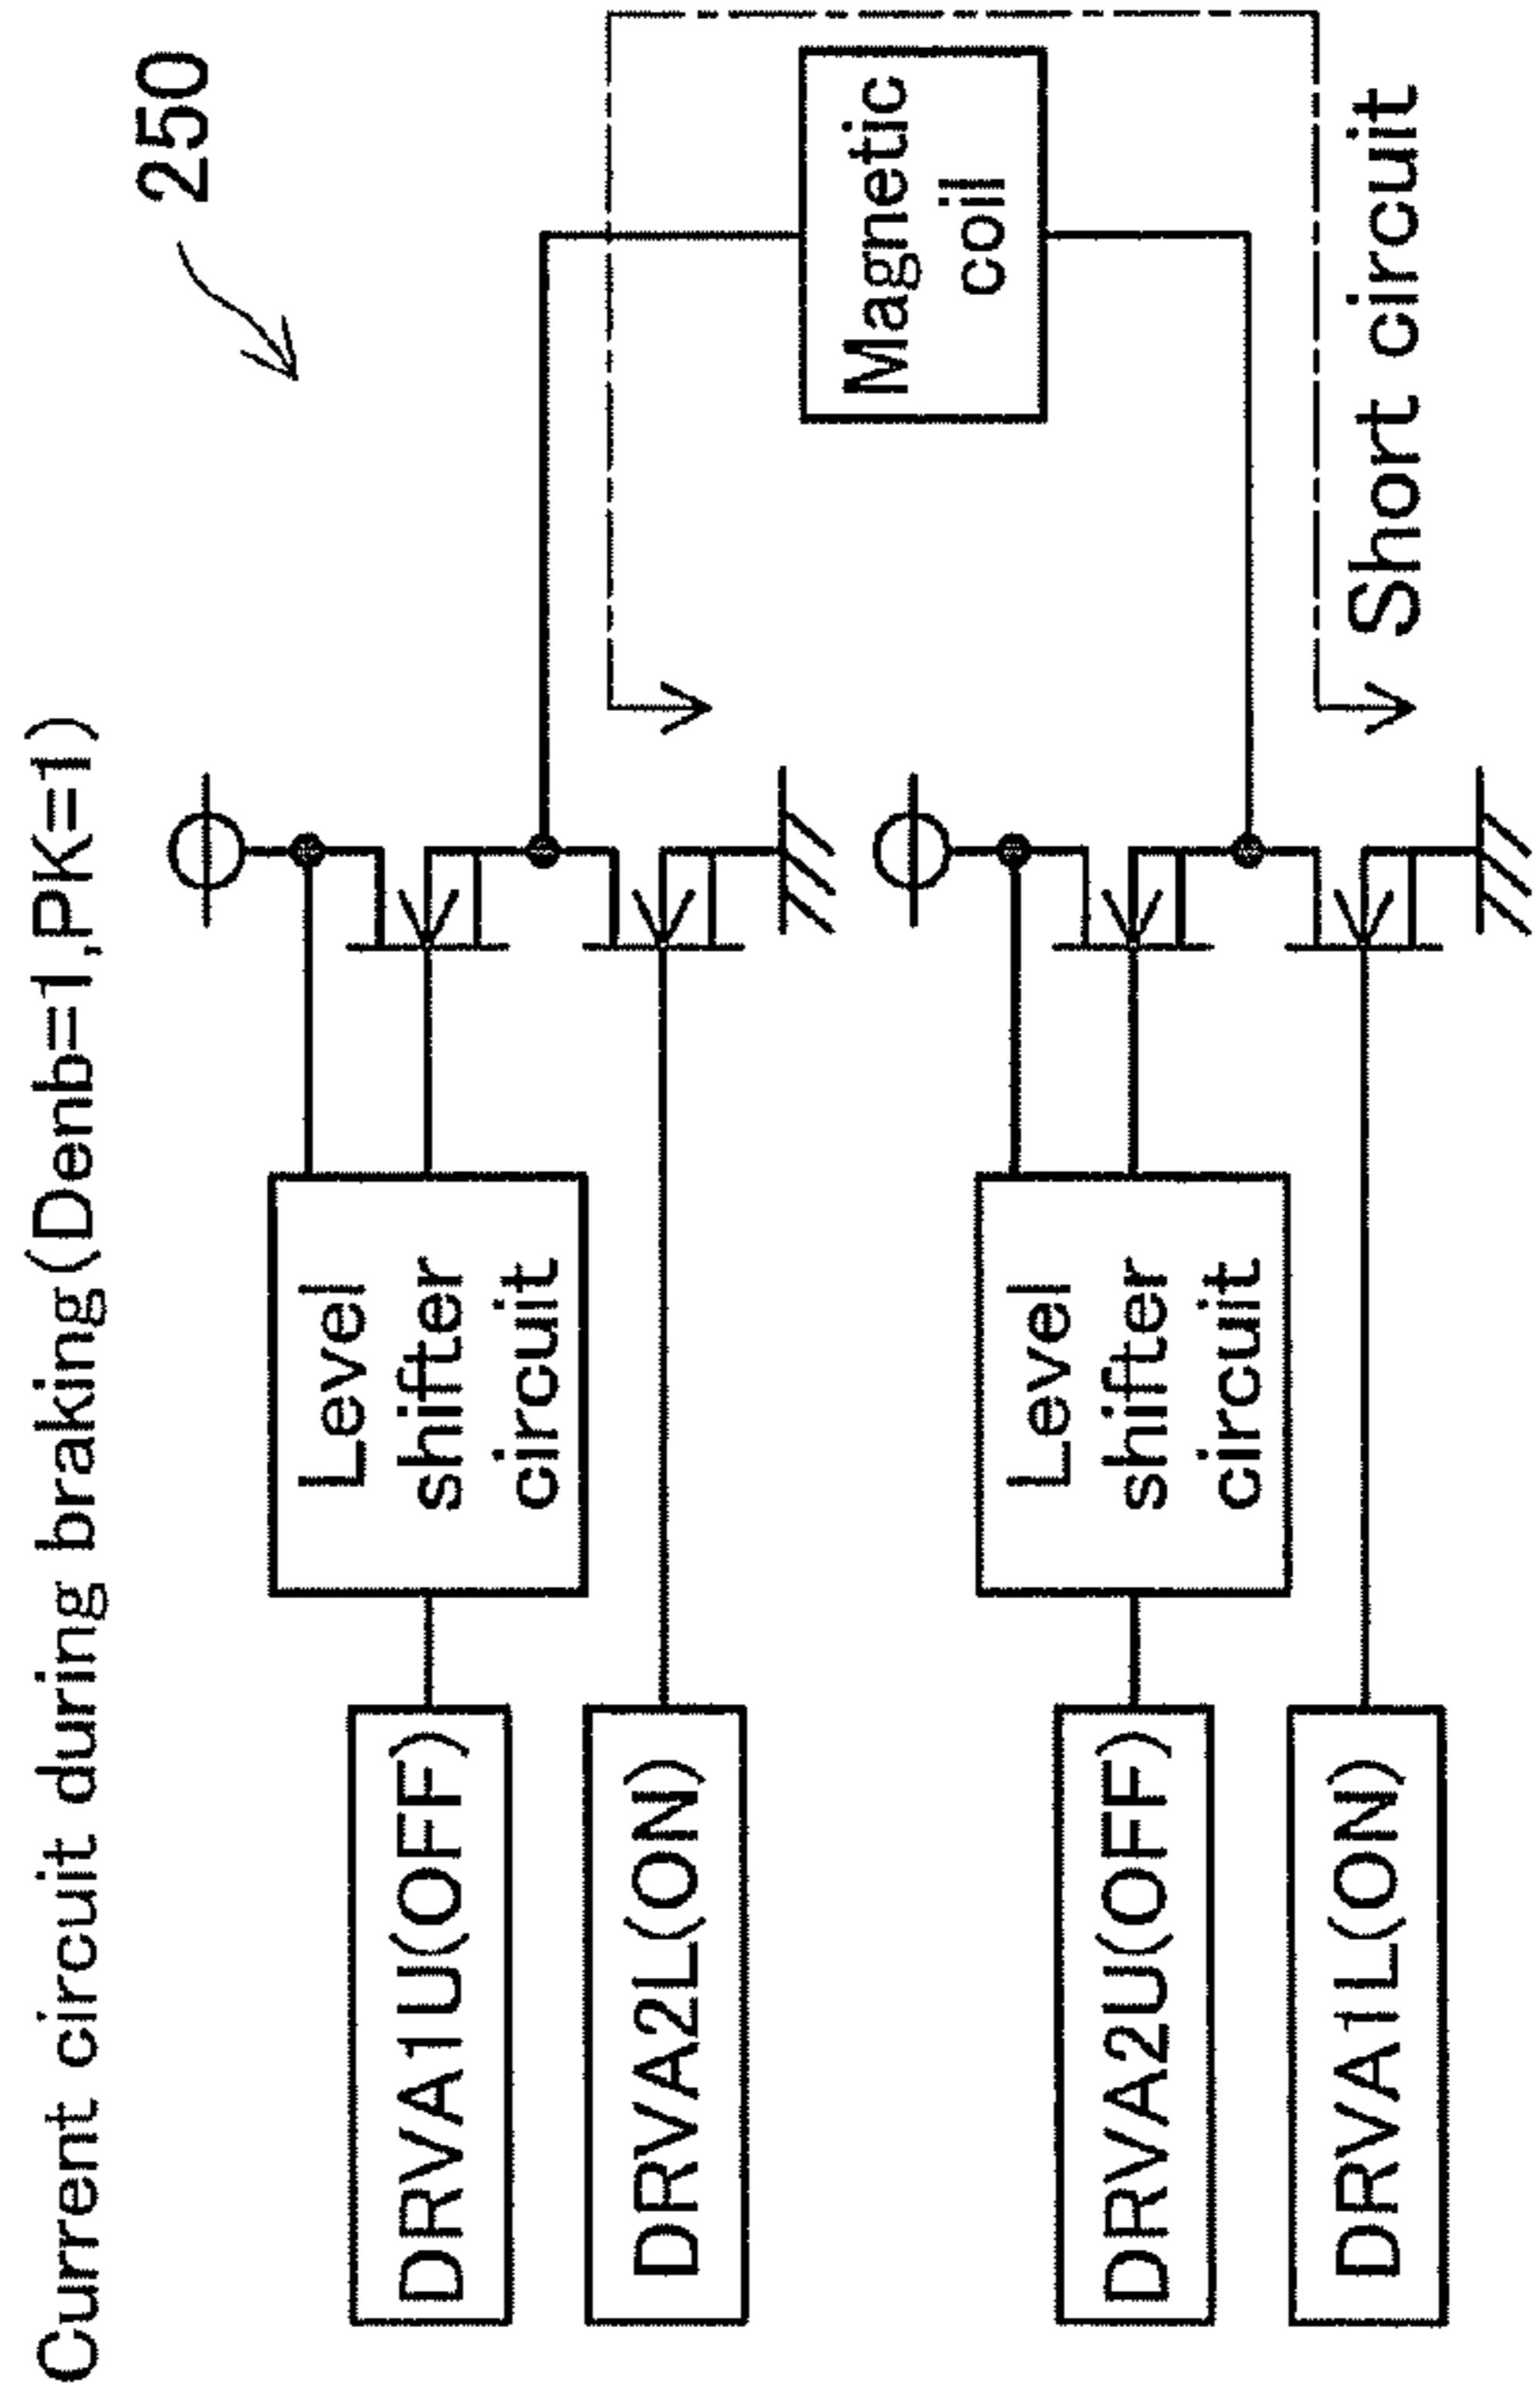 Current circuit during braking(Denb=1,PK=1)
250
DRVA1U(OFF)
Level
shifter
circuit
DRVA2L(ON)
Magnetic
coil
DRVA2U(OFF)
Level
shifter
circuit
DRVA1L(ON)
Short circuit